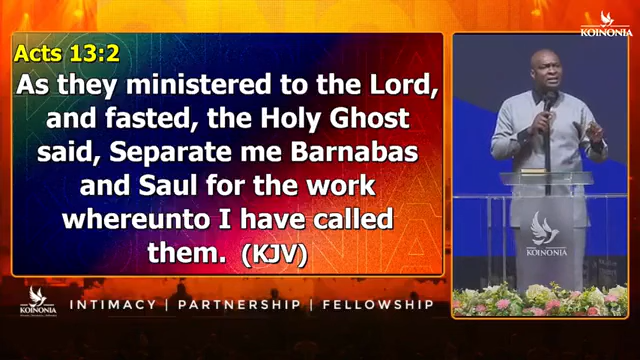 Acts 13:2
As they ministered to the Lord,
and fasted, the Holy Ghost
said, Separate me Barnabas
and Saul for the work
whereunto I have called
them. (KJV)
KOINONIA
KOINONIA
KOINONIA
INTIMACY | PARTNERSHIP | FELLOWSHIP